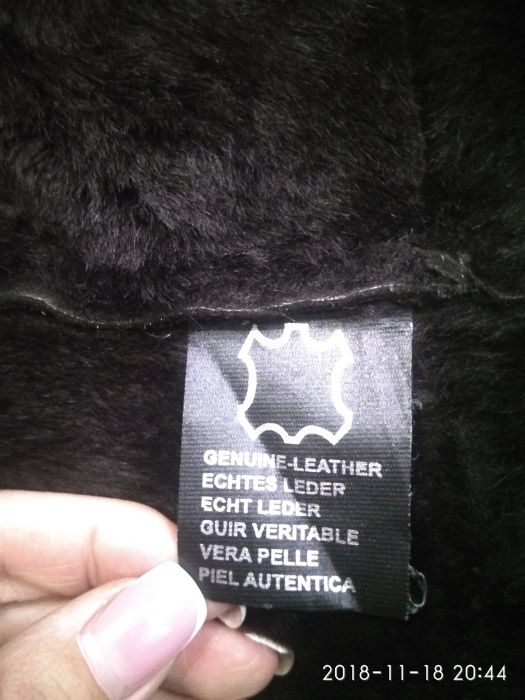 GENUINE-LEATHER
ECHTES LEDER
ECHT LEDER
GUIR VERITABLE
VERA PELLE
PIEL AUTENTICA
2018-11-18 20:44